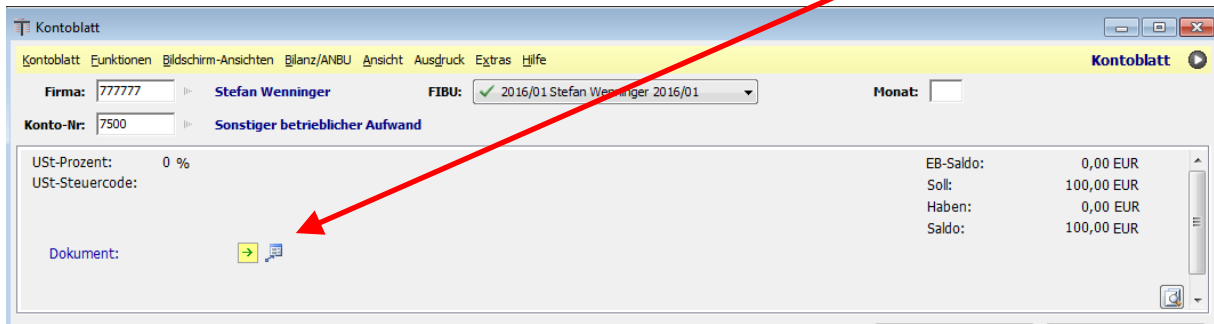 Kontoblatt
Kontoblatt Funktionen Bildschirm-Ansichten Bilanz/ANBU Ansicht Ausdruck Extras Hilfe Kontoblatt
Firma: 777777 Stefan Wenninger FIBU: 2016/01 Stefan Wenninger 2016/01 Monat:
Konto-Nr: 7500 Sonstiger betrieblicher Aufwand
USt-Prozent: 0 % EB-Saldo: 0,00 EUR
USt-Steuercode: Soll: 100,00 EUR
Haben: 0,00 EUR
Saldo: 100,00 EUR
Dokument: